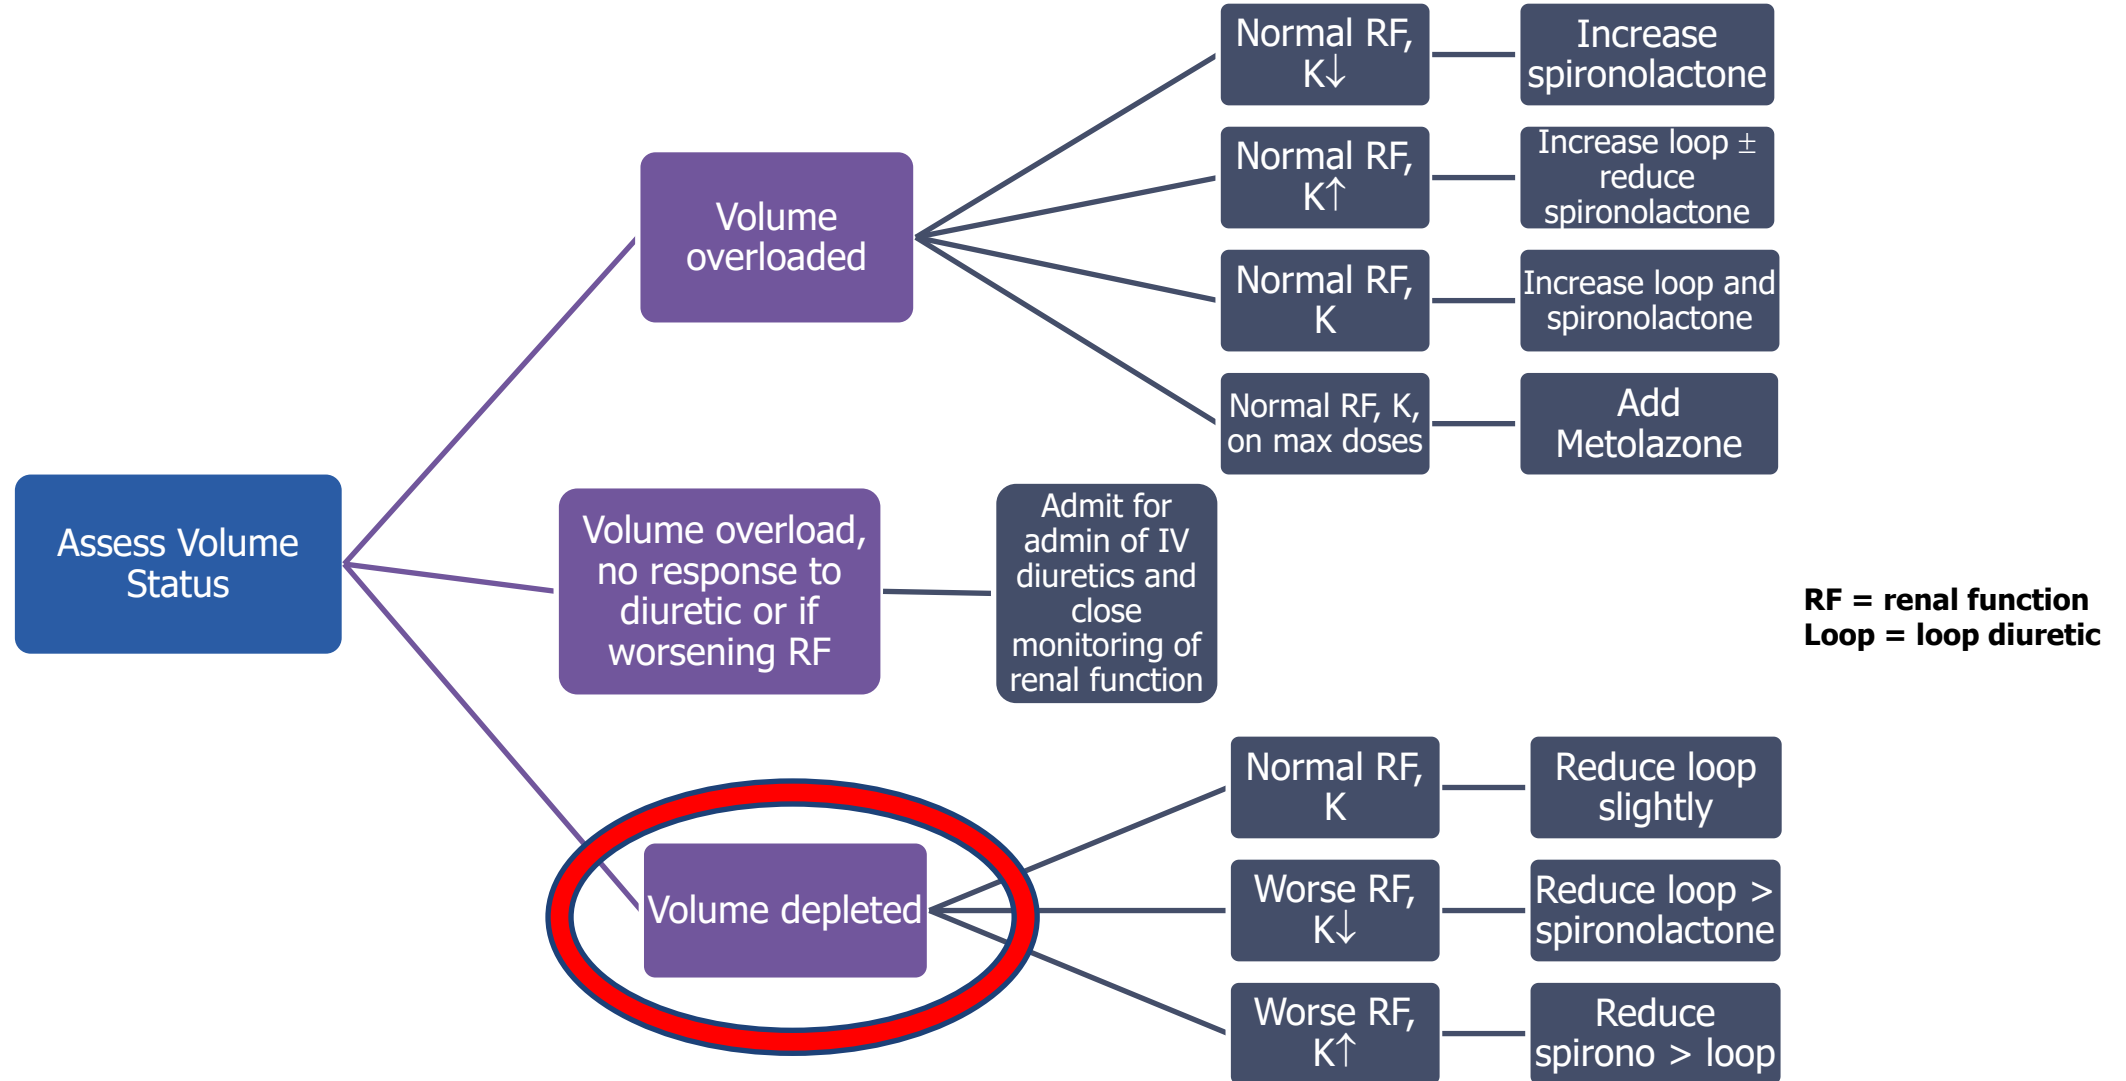 Assess Volume
Status
Volume
overloaded
Normal RF,
K↓
Increase
spironolactone
Normal RF,
K↑
Increase loop ±
reduce
spironolactone
Normal RF,
K
Increase loop and
spironolactone
Normal RF, K,
on max doses
Add
Metolazone
Volume overload,
no response to
diuretic or if
worsening RF
Admit for
admin of IV
diuretics and
close
monitoring of
renal function
RF = renal function
Loop = loop diuretic
Volume depleted
Normal RF,
K
Reduce loop
slightly
Worse RF,
K↓
Reduce loop >
spironolactone
Worse RF,
K↑
Reduce
spirono > loop